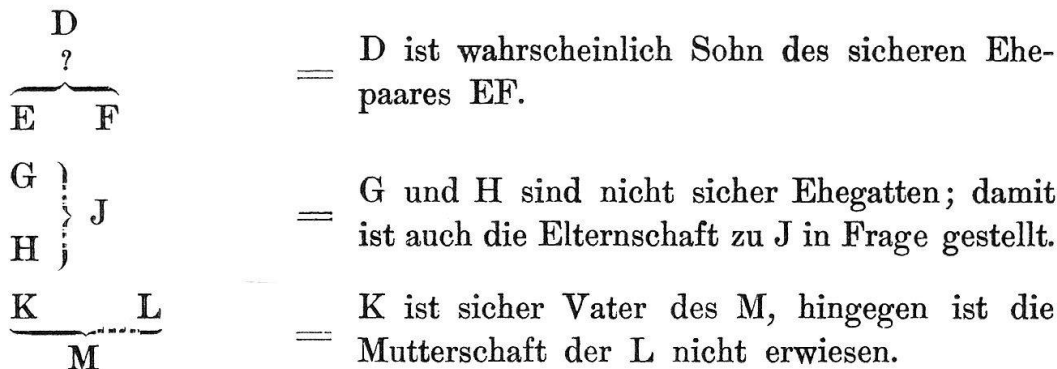 D
?
E F
= D ist wahrscheinlich Sohn des sicheren Ehe-
paares EF.
G
J
H
= G und H sind nicht sicher Ehegatten; damit
ist auch die Elternschaft zu J in Frage gestellt.
K L
M
= K ist sicher Vater des M, hingegen ist die
Mutterschaft der L nicht erwiesen.